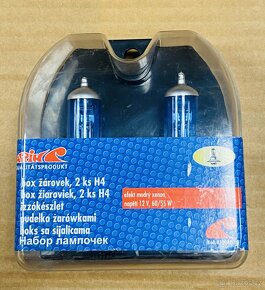 QUALITÄTSPRODUKT
box žárovek, 2 ks H4
box žiaroviek, 2 ks H4
izzókészlet
pudełko żarówkami
boks sa sijalicama
Набор лампочек
efekt modrý xenon,
napětí 12 V, 60/55 W